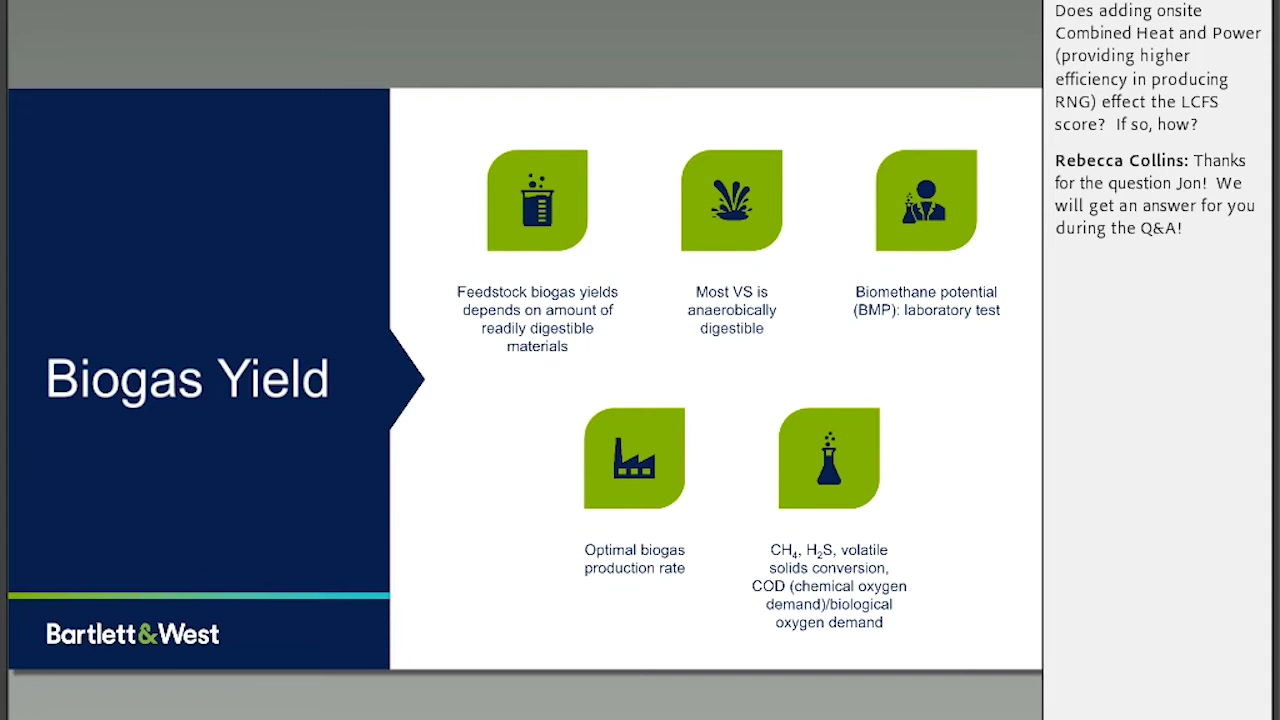 Biogas Yield
Bartlett&West
Feedstock biogas yields
depends on amount of
readily digestible
materials
Most VS is
anaerobically
digestible
Biomethane potential
(BMP): laboratory test
Optimal biogas
production rate
CH₄, H₂S, volatile
solids conversion,
COD (chemical oxygen
demand)/biological
oxygen demand
Does adding onsite
Combined Heat and Power
(providing higher
efficiency in producing
RNG) effect the LCFS
score?  If so, how?
Rebecca Collins: Thanks
for the question Jon!  We
will get an answer for you
during the Q&A!